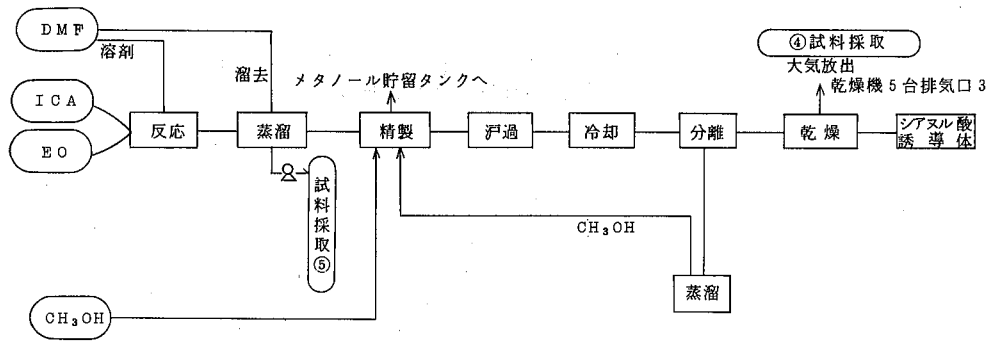 DMF
溶剤
溜去
メタノール貯留タンクへ
④試料採取
大気放出
乾燥機5台排気口3
ICA
EO
反応
蒸溜
精製
沪過
冷却
分離
乾燥
シアヌル酸
誘導体
試料採取⑤
CH₃OH
蒸溜
CH₃OH